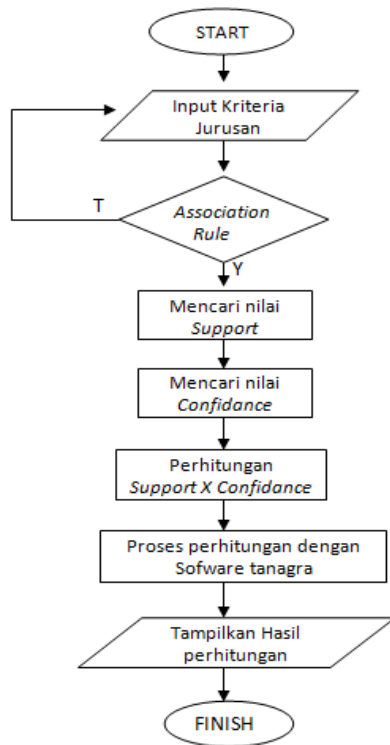 START
Input Kriteria
Jurusan
T
Association
Rule
Y
Mencari nilai
Support
Mencari nilai
Confidance
Perhitungan
Support X Confidance
Proses perhitungan dengan
Sofware tanagra
Tampilkan Hasil
perhitungan
FINISH